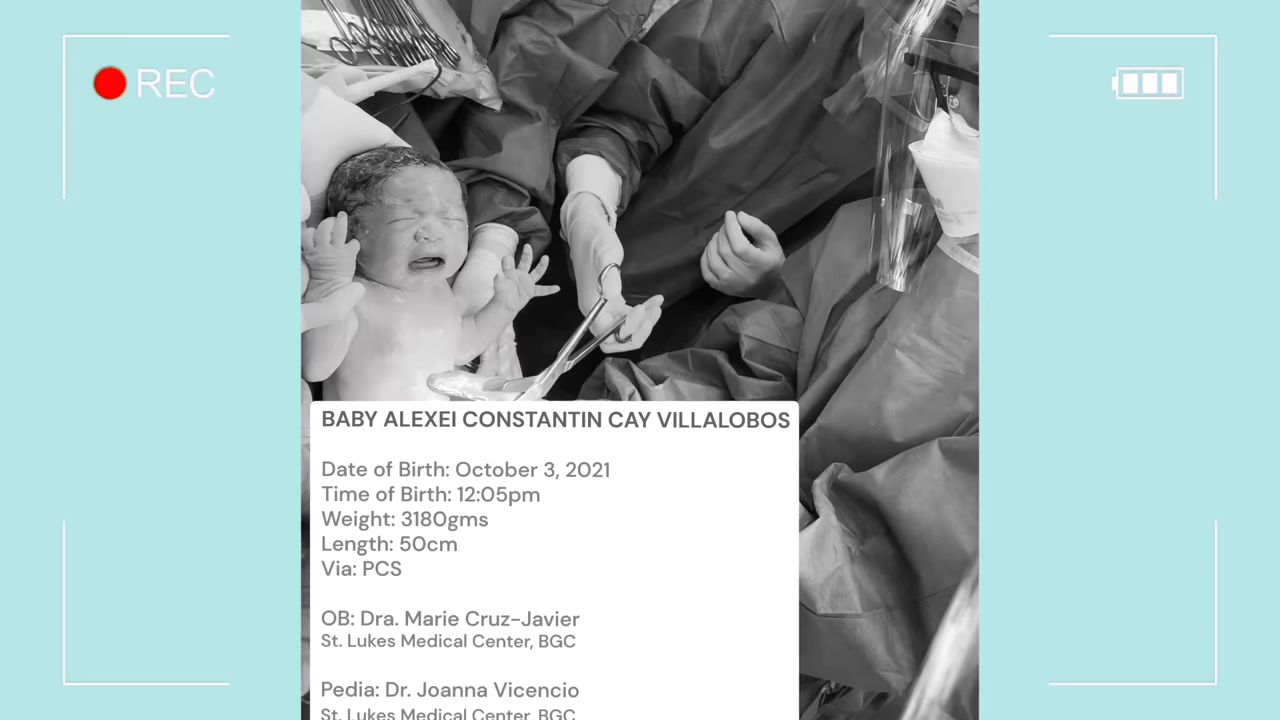 REC
BABY ALEXEI CONSTANTIN CAY VILLALOBOS
Date of Birth: October 3, 2021
Time of Birth: 12:05pm
Weight: 3180gms
Length: 50cm
Via: PCS
OB: Dra. Marie Cruz-Javier
St. Lukes Medical Center, BGC
Pedia: Dr. Joanna Vicencio
St. Lukes Medical Center, BGC